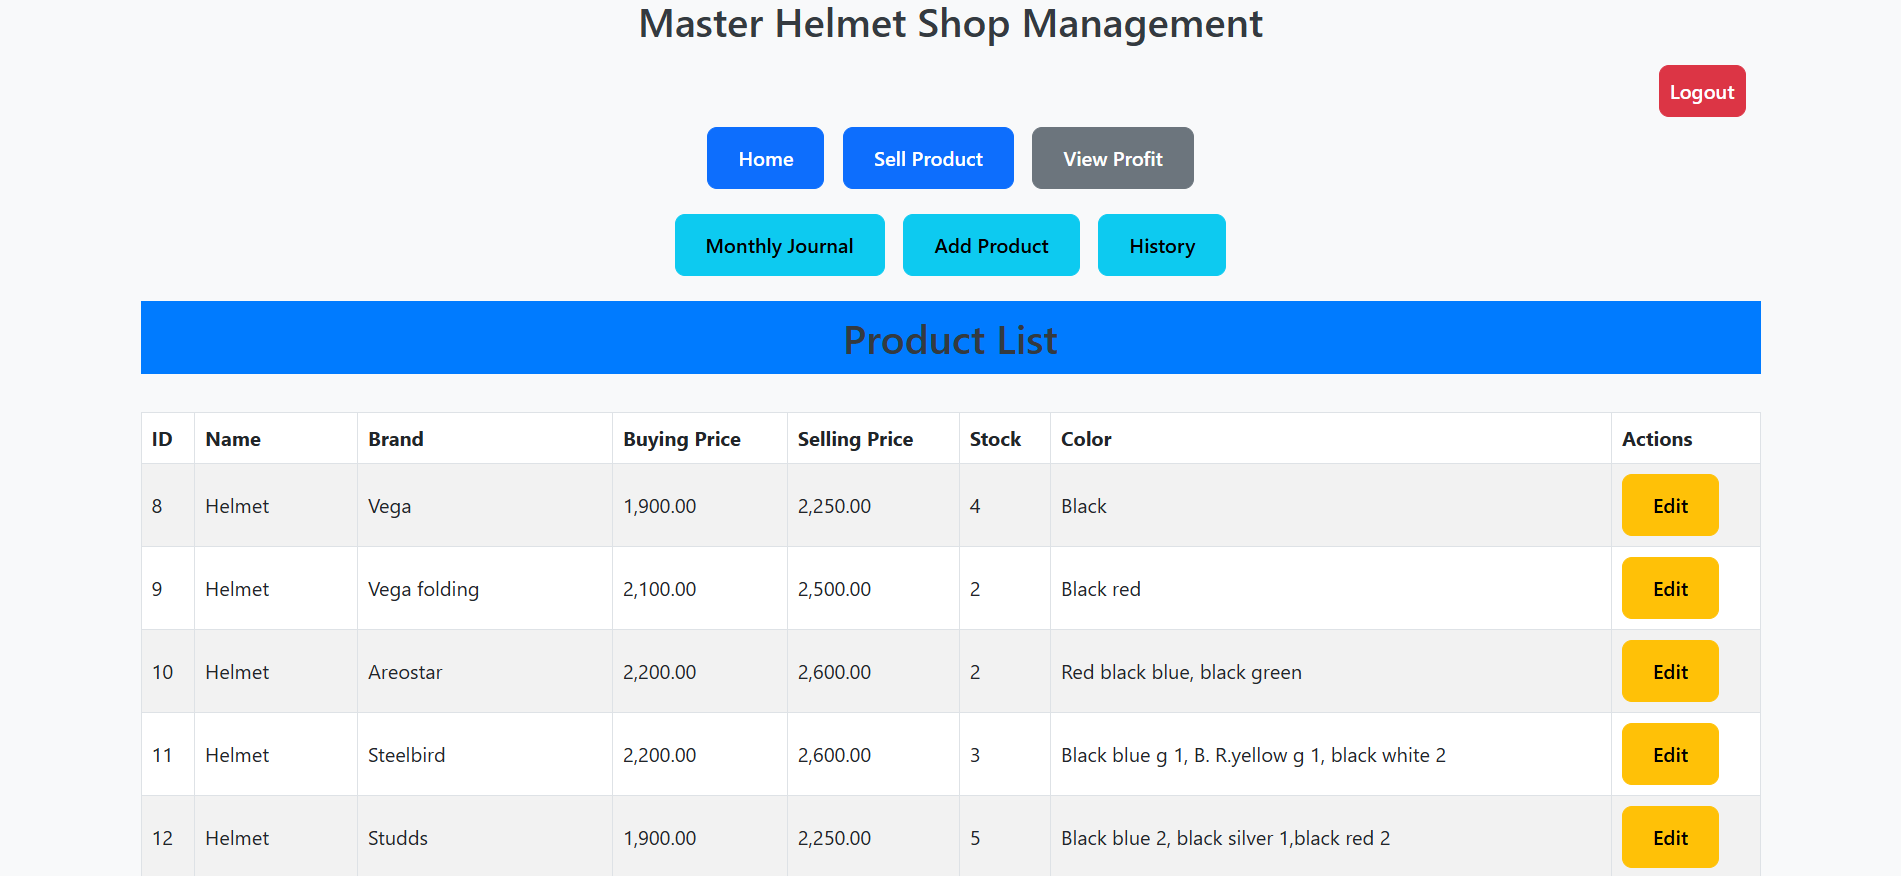 Master Helmet Shop Management
Logout
Home Sell Product View Profit
Monthly Journal Add Product History
Product List
ID Name Brand Buying Price Selling Price Stock Color Actions
8 Helmet Vega 1,900.00 2,250.00 4 Black Edit
9 Helmet Vega folding 2,100.00 2,500.00 2 Black red Edit
10 Helmet Areostar 2,200.00 2,600.00 2 Red black blue, black green Edit
11 Helmet Steelbird 2,200.00 2,600.00 3 Black blue g 1, B. R.yellow g 1, black white 2 Edit
12 Helmet Studds 1,900.00 2,250.00 5 Black blue 2, black silver 1,black red 2 Edit